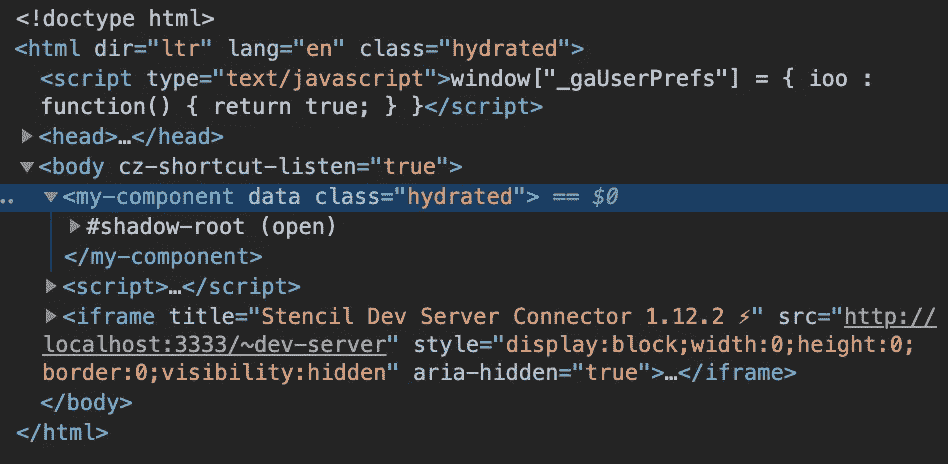 <!doctype html>
<html dir="ltr" lang="en" class="hydrated">
<script type="text/javascript">window["_gaUserPrefs"] = { ioo :
function() { return true; } }</script>
▶<head>…</head>
▼<body cz-shortcut-listen="true">
.. ▼<my-component data class="hydrated"> == $0
▶#shadow-root (open)
</my-component>
▶<script>…</script>
▶<iframe title="Stencil Dev Server Connector 1.12.2 ⚡" src="http://
localhost:3333/~dev-server" style="display:block;width:0;height:0;
border:0;visibility:hidden" aria-hidden="true">…</iframe>
</body>
</html>